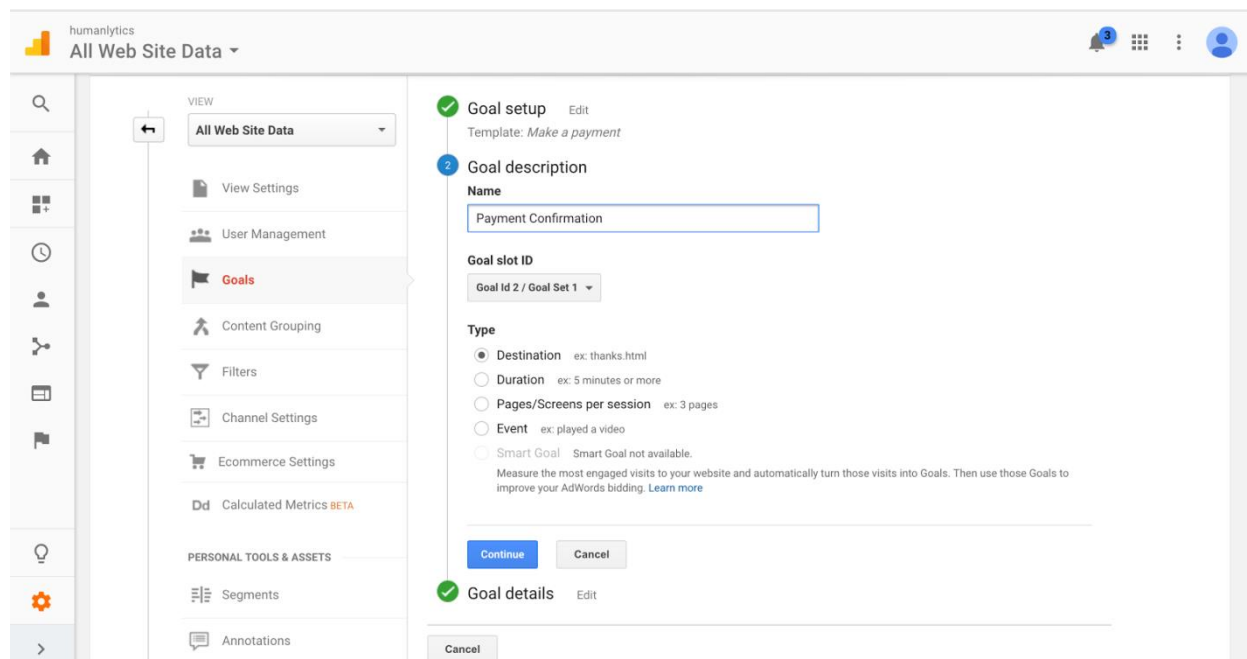 humanlytics
All Web Site Data
3
VIEW
All Web Site Data
View Settings
User Management
Goals
Content Grouping
Filters
Channel Settings
Ecommerce Settings
Dd Calculated Metrics BETA
PERSONAL TOOLS & ASSETS
Segments
Annotations
Goal setup Edit
Template: Make a payment
2 Goal description
Name
Payment Confirmation
Goal slot ID
Goal Id 2 / Goal Set 1
Type
Destination ex: thanks.html
Duration ex: 5 minutes or more
Pages/Screens per session ex: 3 pages
Event ex: played a video
Smart Goal Smart Goal not available.
Measure the most engaged visits to your website and automatically turn those visits into Goals. Then use those Goals to
improve your AdWords bidding. Learn more
Continue Cancel
Goal details Edit
Cancel